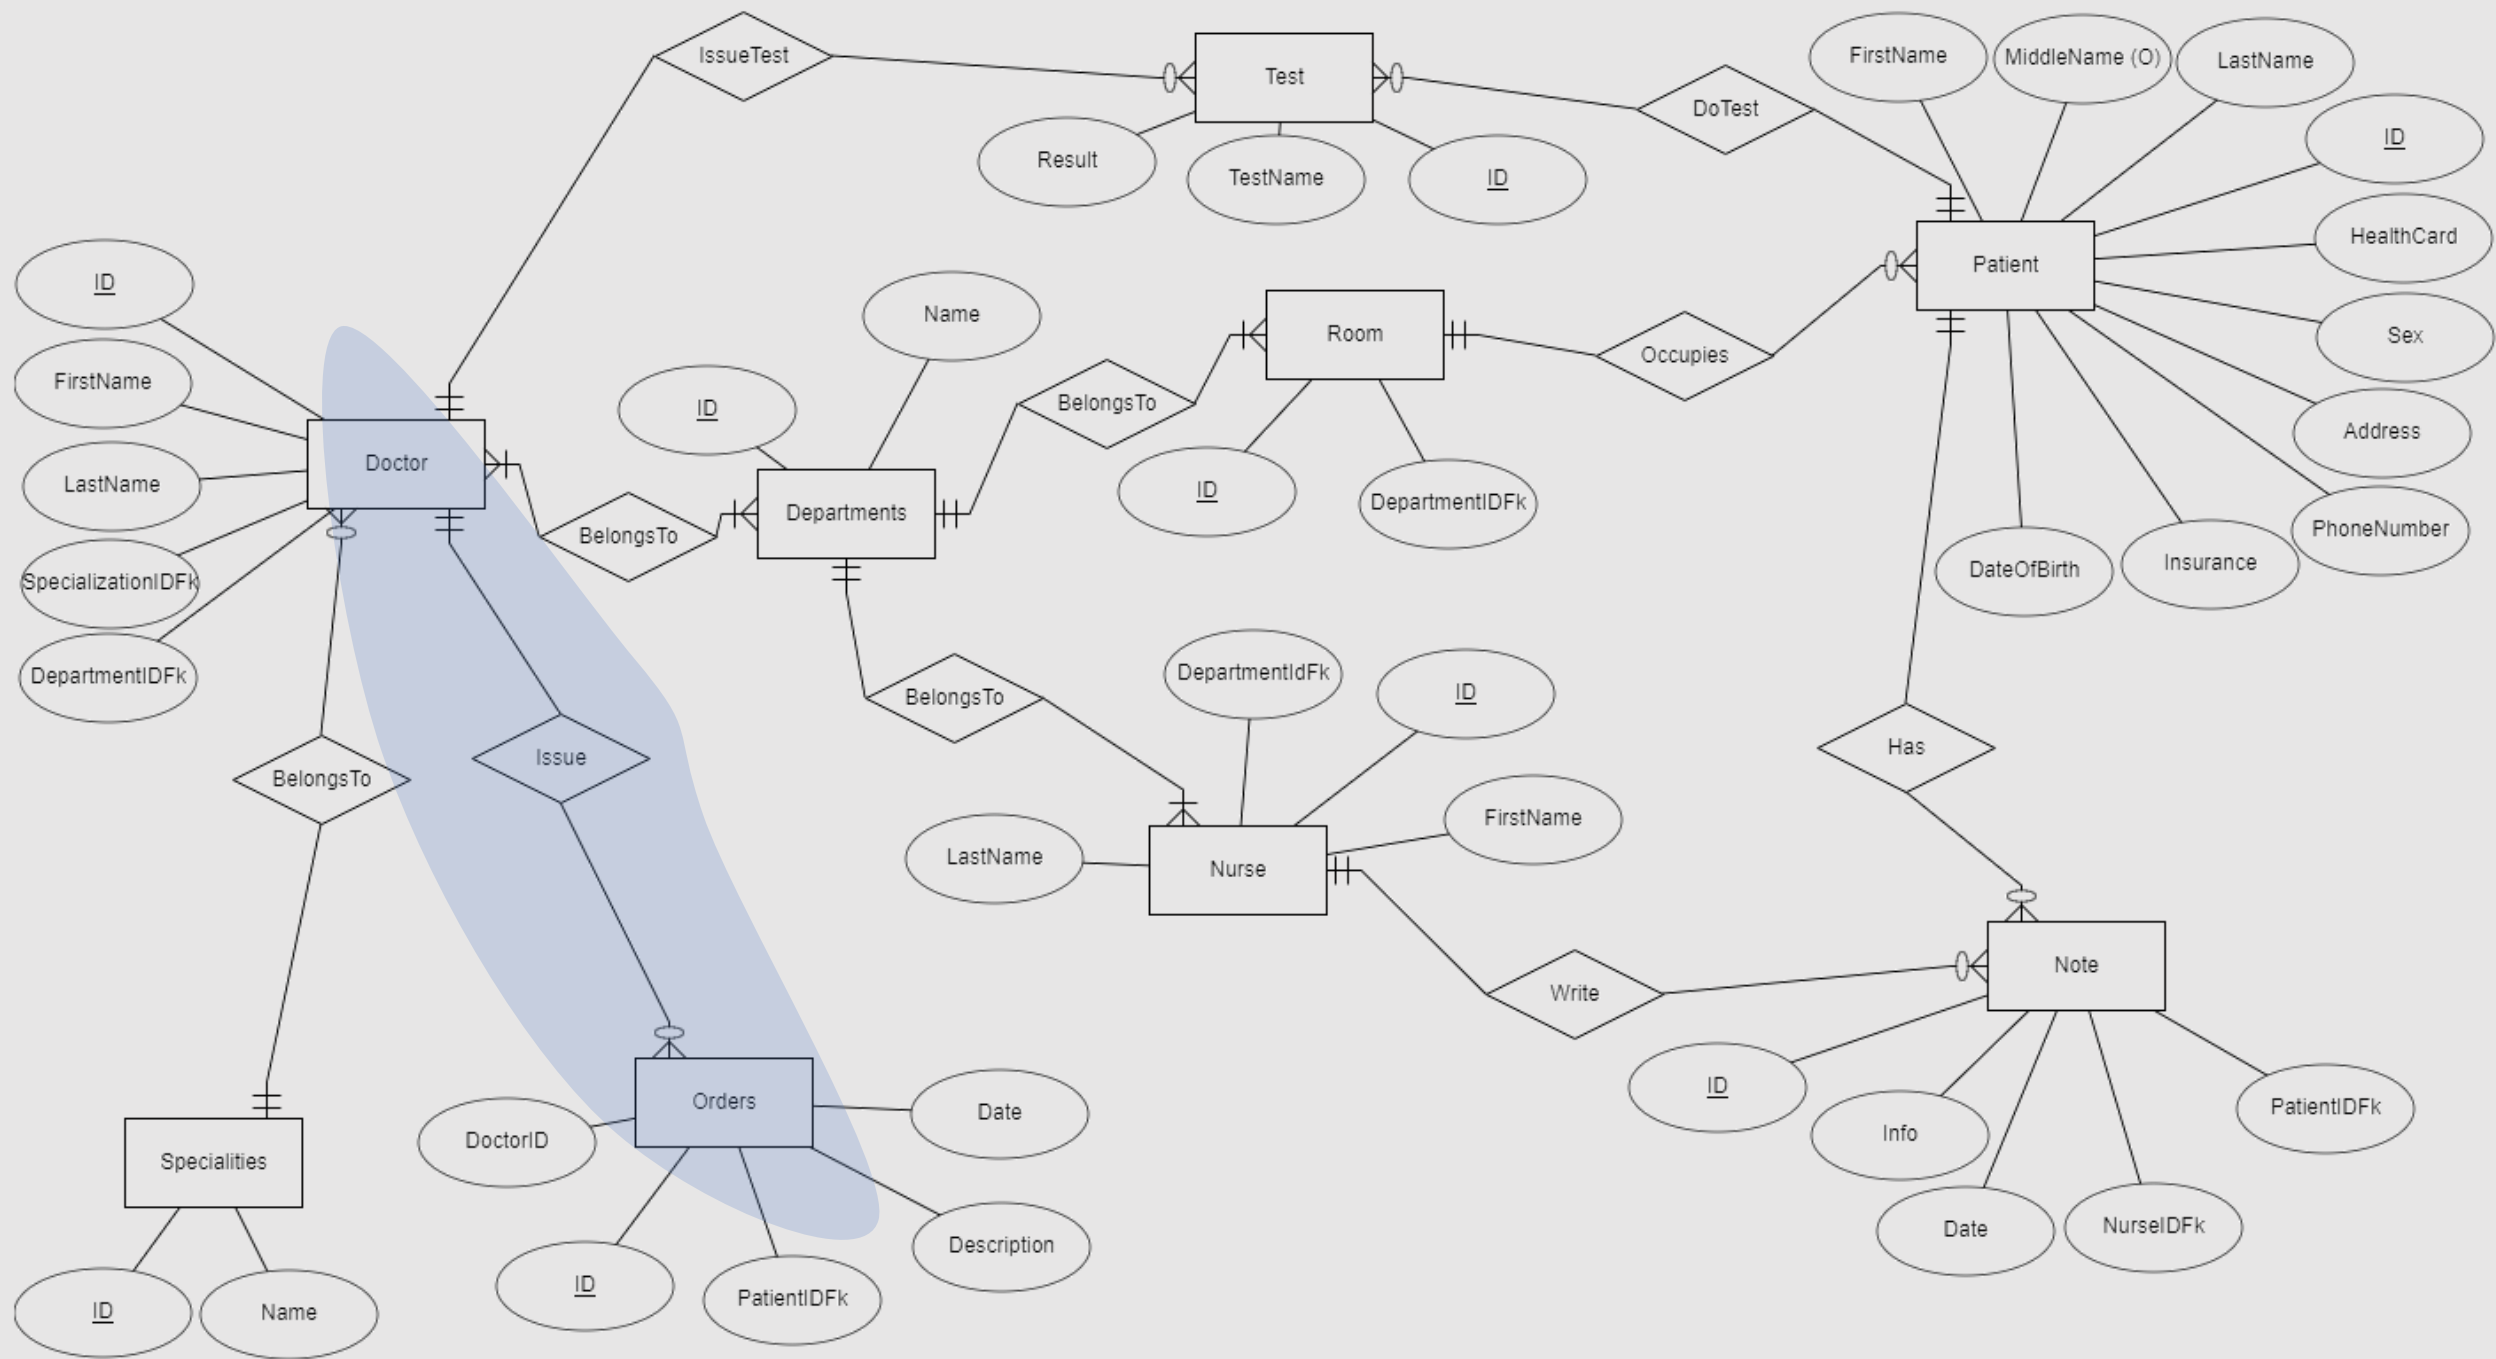 IssueTest
Test
FirstName
MiddleName (O)
LastName
DoTest
ID
Result
TestName
ID
HealthCard
Patient
ID
Name
Room
Sex
Occupies
FirstName
ID
BelongsTo
Address
Doctor
LastName
Departments
ID
DepartmentIDFk
PhoneNumber
BelongsTo
SpecializationIDFk
DateOfBirth
Insurance
DepartmentIDFk
BelongsTo
DepartmentIdFk
ID
Has
BelongsTo
Issue
FirstName
LastName
Nurse
Note
Write
Orders
Date
ID
PatientIDFk
DoctorID
Info
Specialities
Date
NurseIDFk
Description
ID
PatientIDFk
ID
Name